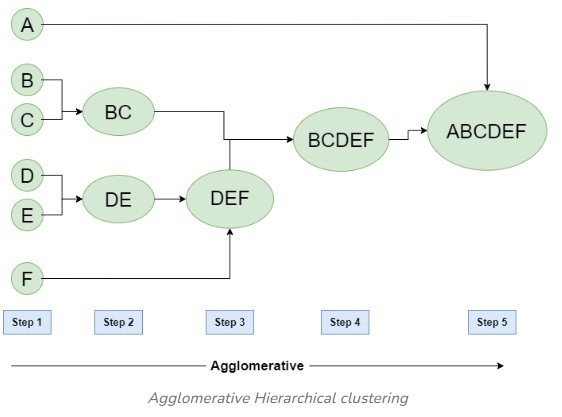 A
B
C
BC
D
E
DE
DEF
F
BCDEF
ABCDEF
Step 1
Step 2
Step 3
Step 4
Step 5
Agglomerative
Agglomerative Hierarchical clustering